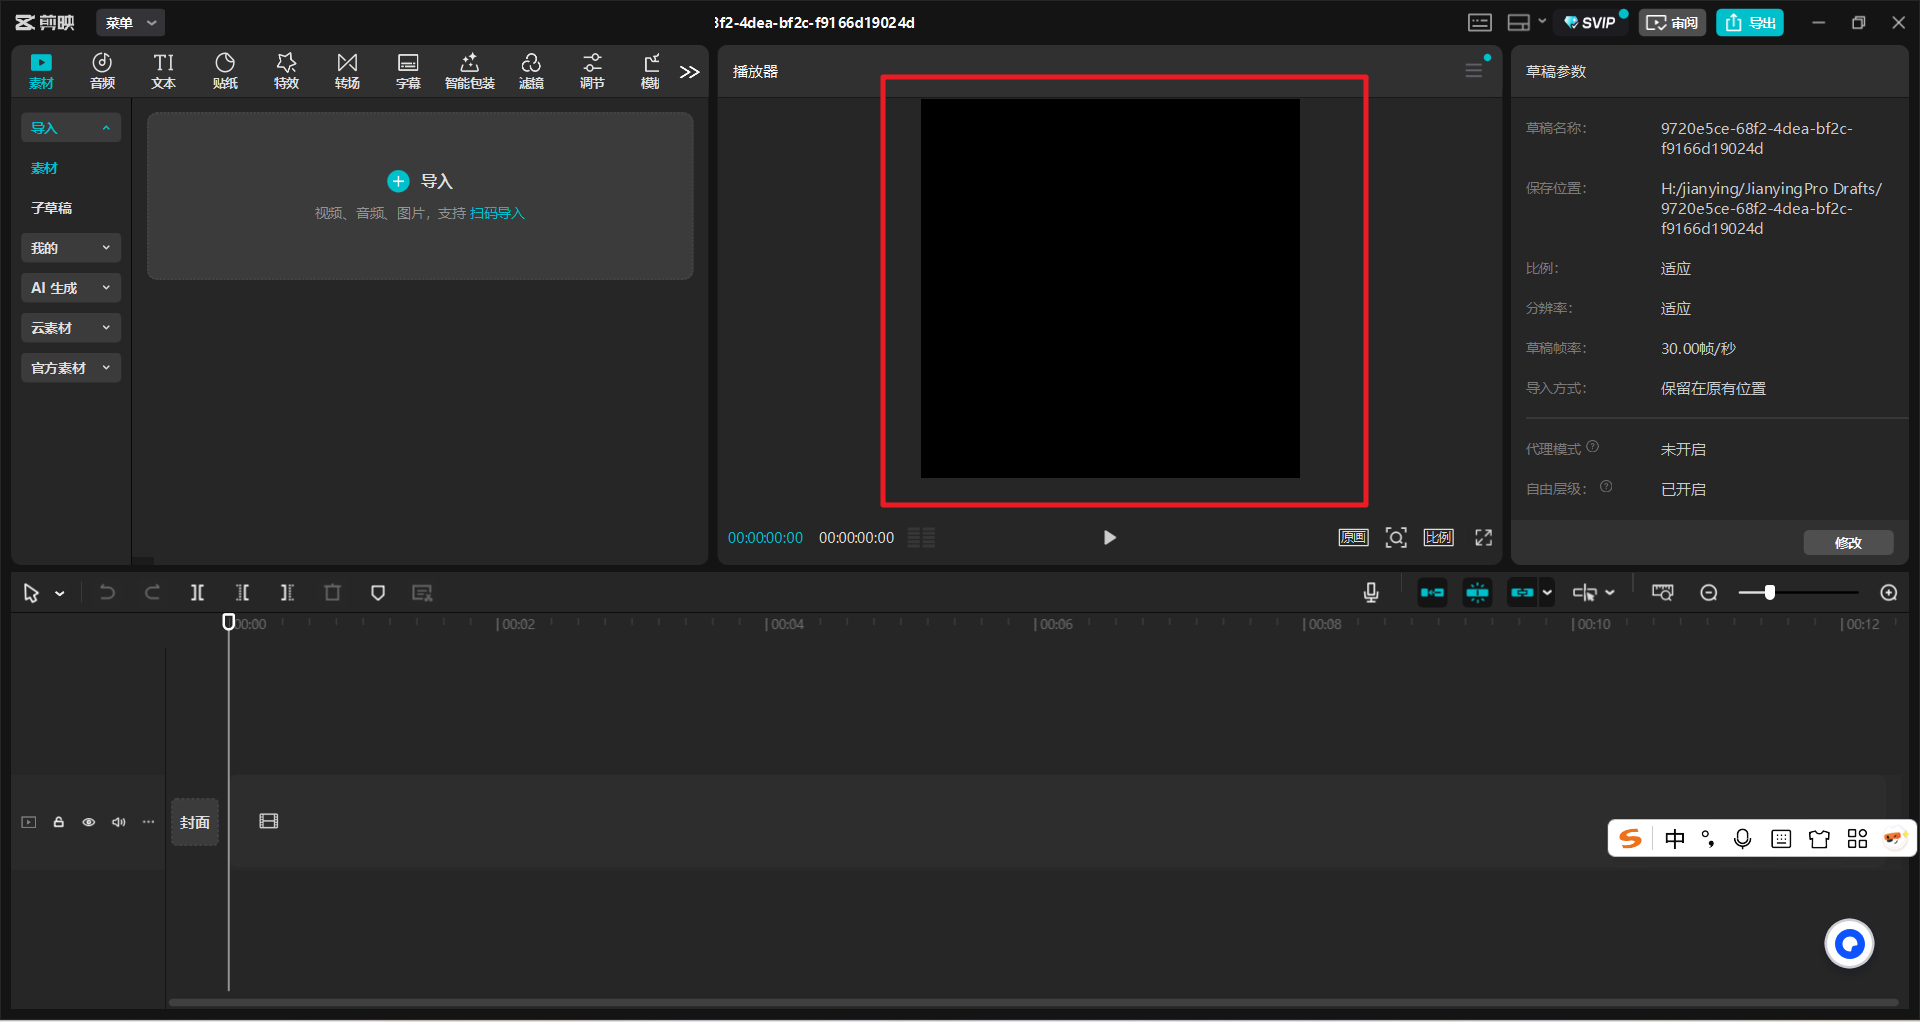 剪映
菜单
3f2-4dea-bf2c-f9166d19024d
SVIP
审阅
导出
素材
音频
文本
贴纸
特效
转场
字幕
智能包装
滤镜
调节
模板
导入
素材
子草稿
我的
AI 生成
云素材
官方素材
导入
视频、音频、图片，支持 扫码导入
播放器
00:00:00:00
00:00:00:00
原画
比例
草稿参数
草稿名称：
9720e5ce-68f2-4dea-bf2c-
f9166d19024d
保存位置：
H:/jianying/JianyingPro Drafts/
9720e5ce-68f2-4dea-bf2c-
f9166d19024d
比例：
适应
分辨率：
适应
草稿帧率：
30.00帧/秒
导入方式：
保留在原有位置
代理模式
未开启
自由层级：
已开启
修改
00:00
00:02
00:04
00:06
00:08
00:10
00:12
封面
中